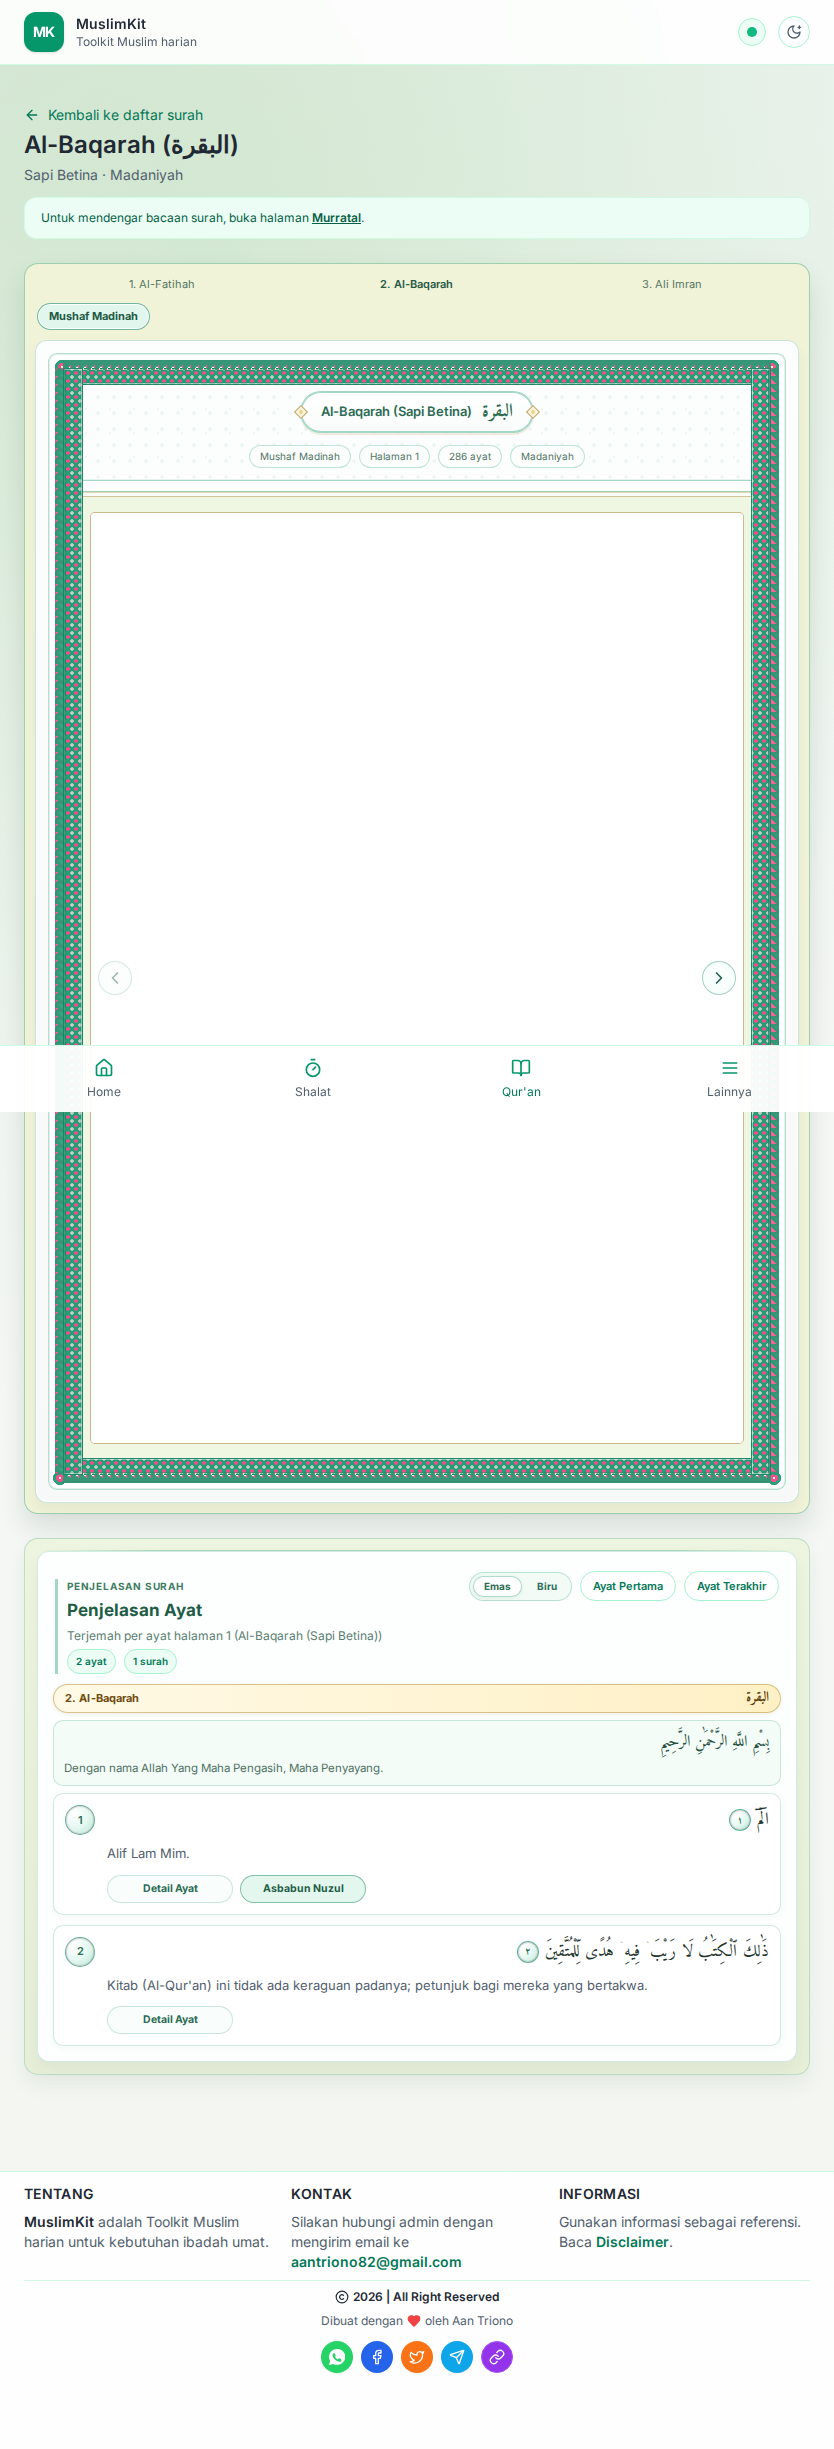 MK
MuslimKit
Toolkit Muslim harian
Kembali ke daftar surah
Al-Baqarah (البقرة)
Sapi Betina · Madaniyah
Untuk mendengar bacaan surah, buka halaman Murratal.
1. Al-Fatihah
2. Al-Baqarah
3. Ali Imran
Mushaf Madinah
Al-Baqarah (Sapi Betina) البقرة
Mushaf Madinah
Halaman 1
286 ayat
Madaniyah
Home
Shalat
Qur'an
Lainnya
PENJELASAN SURAH
Penjelasan Ayat
Terjemah per ayat halaman 1 (Al-Baqarah (Sapi Betina))
2 ayat
1 surah
Emas
Biru
Ayat Pertama
Ayat Terakhir
2. Al-Baqarah
البقرة
بِسْمِ اللَّهِ الرَّحْمَٰنِ الرَّحِيمِ
Dengan nama Allah Yang Maha Pengasih, Maha Penyayang.
1
الٓمٓ ١
Alif Lam Mim.
Detail Ayat
Asbabun Nuzul
2
ذَٰلِكَ ٱلْكِتَٰبُ لَا رَيْبَ ۛ فِيهِ ۛ هُدًى لِّلْمُتَّقِينَ ٢
Kitab (Al-Qur'an) ini tidak ada keraguan padanya; petunjuk bagi mereka yang bertakwa.
Detail Ayat
TENTANG
MuslimKit adalah Toolkit Muslim
harian untuk kebutuhan ibadah umat.
KONTAK
Silakan hubungi admin dengan
mengirim email ke
aantriono82@gmail.com
INFORMASI
Gunakan informasi sebagai referensi.
Baca Disclaimer.
© 2026 | All Right Reserved
Dibuat dengan ❤ oleh Aan Triono